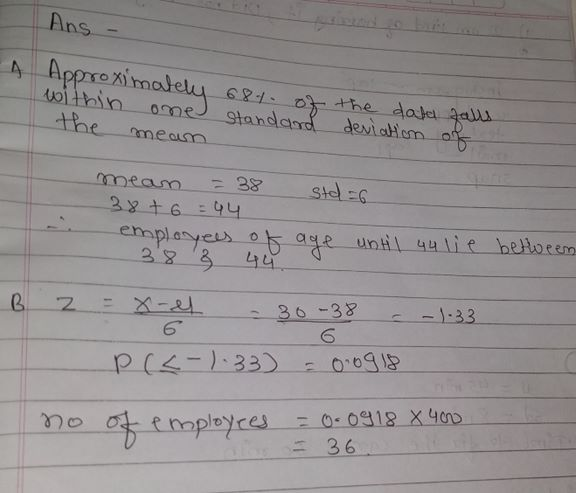 Ans -
A Approximately 68%. of the data falls
within one standard deviation of
the mean
mean = 38 std = 6
38 + 6 = 44
∴ employees of age until 44 lie between
38 & 44.
B Z = x-μ/6 = 30-38/6 = -1.33
P(≤-1.33) = 0.0918
no of employees = 0.0918 × 400
= 36.